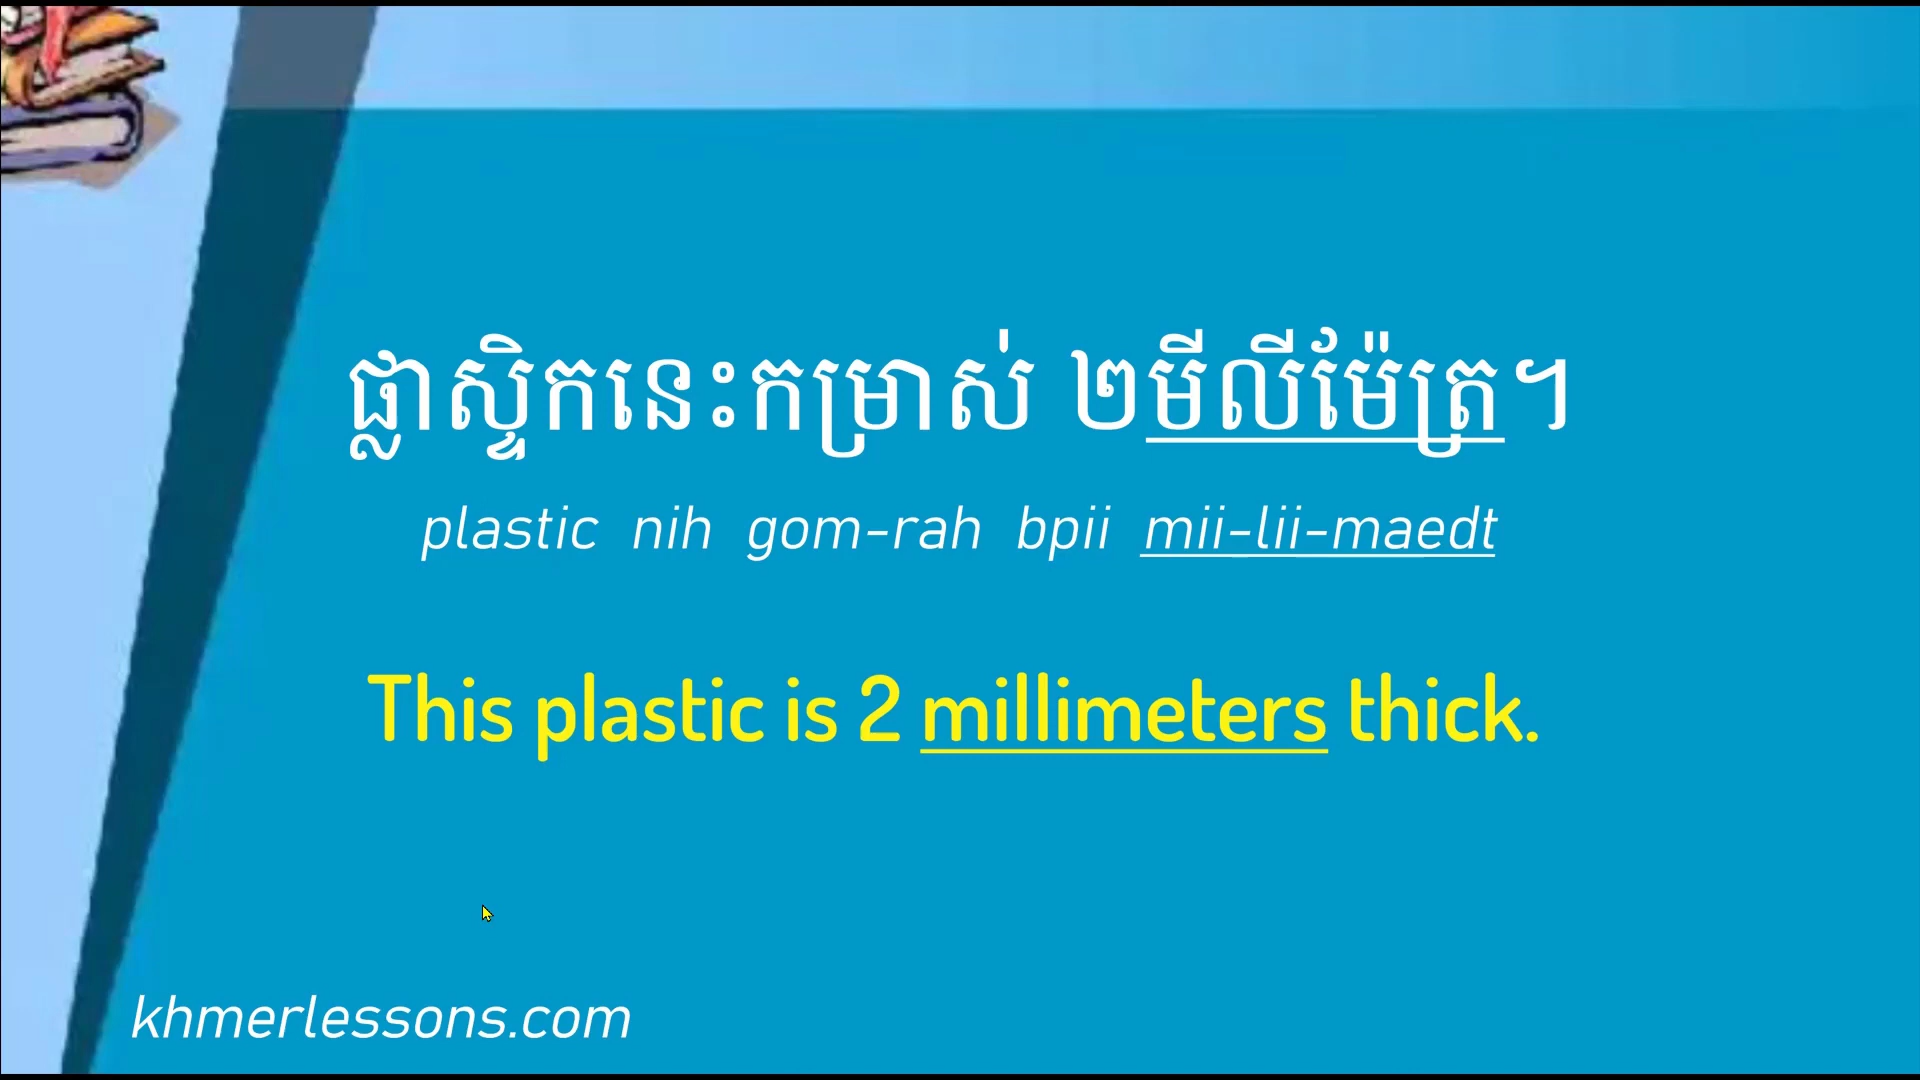 ផ្លាស្ទិកនេះកម្រាស់ ២មីលីម៉ែត្រ។
plastic nih gom-rah bpii mii-lii-maedt
This plastic is 2 millimeters thick.
khmerlessons.com